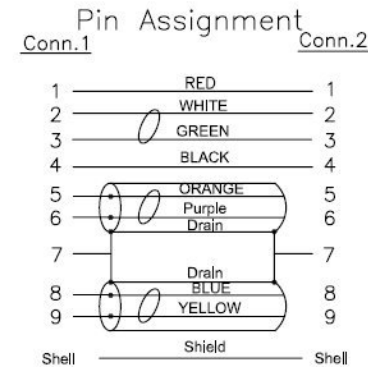 Pin Assignment
Conn.1 Conn.2
1 RED 1
2 WHITE 2
3 GREEN 3
4 BLACK 4
5 ORANGE 5
6 Purple 6
Drain
7 7
Drain
8 BLUE 8
9 YELLOW 9
Shell Shield Shell